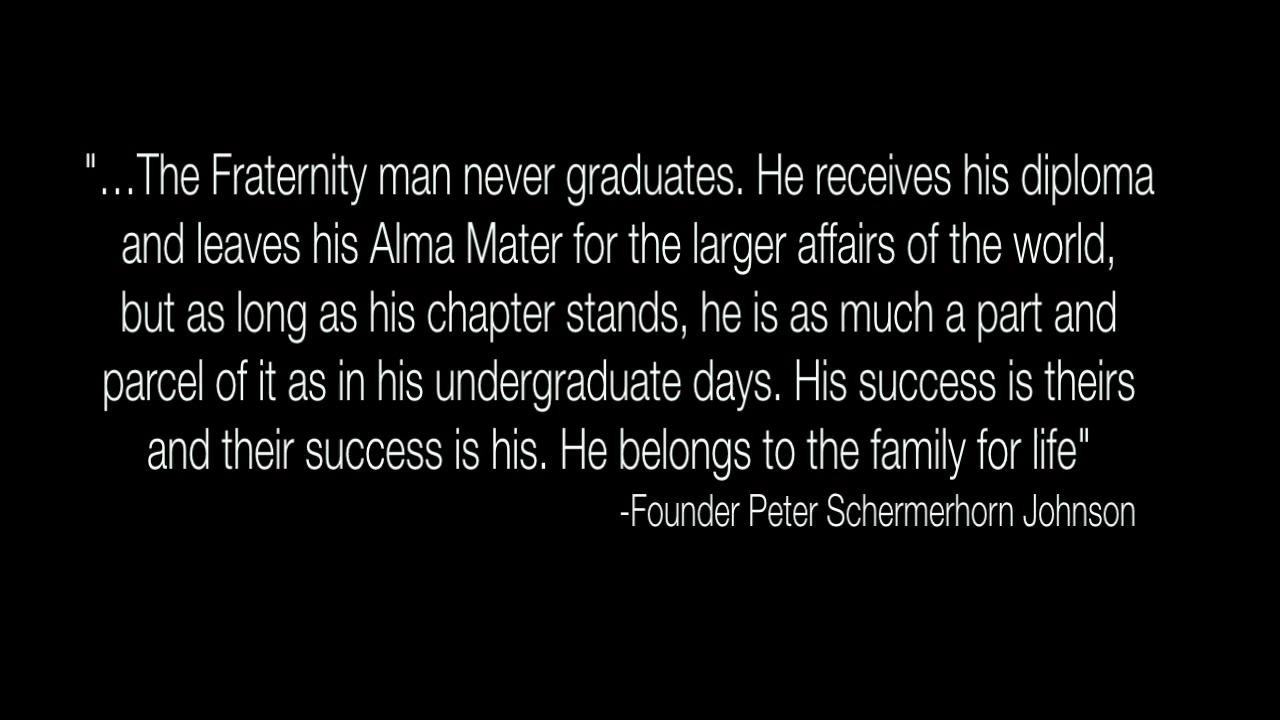 "...The Fraternity man never graduates. He receives his diploma
and leaves his Alma Mater for the larger affairs of the world,
but as long as his chapter stands, he is as much a part and
parcel of it as in his undergraduate days. His success is theirs
and their success is his. He belongs to the family for life"
-Founder Peter Schermerhorn Johnson